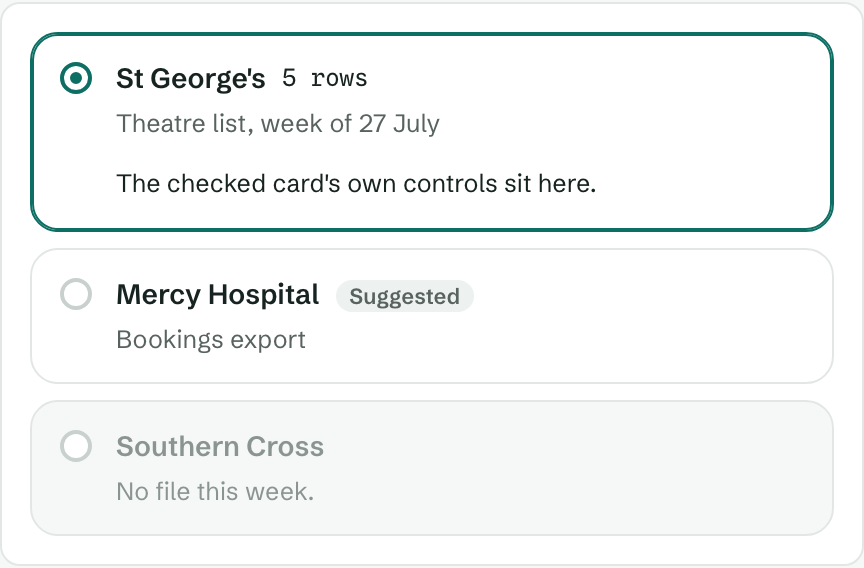 St George's 5 rows
Theatre list, week of 27 July
The checked card's own controls sit here.
Mercy Hospital Suggested
Bookings export
Southern Cross
No file this week.